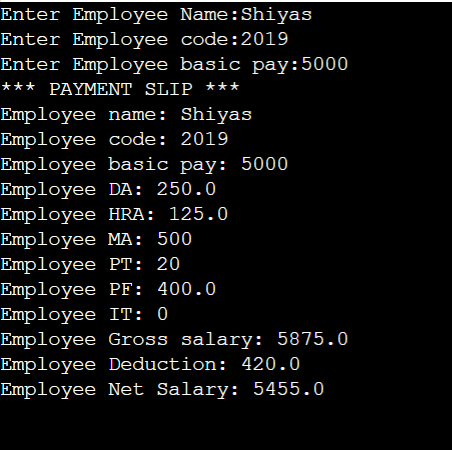 Enter Employee Name:Shiyas
Enter Employee code:2019
Enter Employee basic pay:5000
*** PAYMENT SLIP ***
Employee name: Shiyas
Employee code: 2019
Employee basic pay: 5000
Employee DA: 250.0
Employee HRA: 125.0
Employee MA: 500
Employee PT: 20
Employee PF: 400.0
Employee IT: 0
Employee Gross salary: 5875.0
Employee Deduction: 420.0
Employee Net Salary: 5455.0